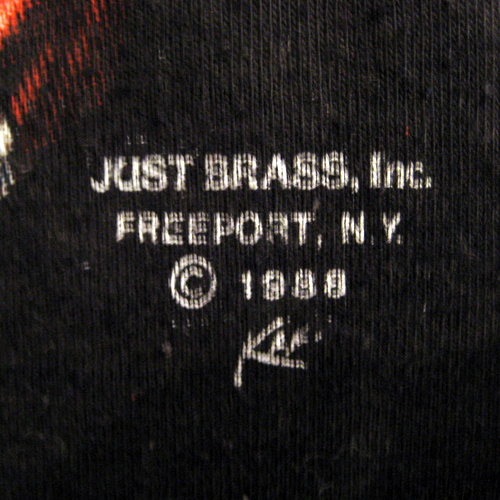 JUST BRASS, Inc.
FREEPORT, N.Y.
© 1988